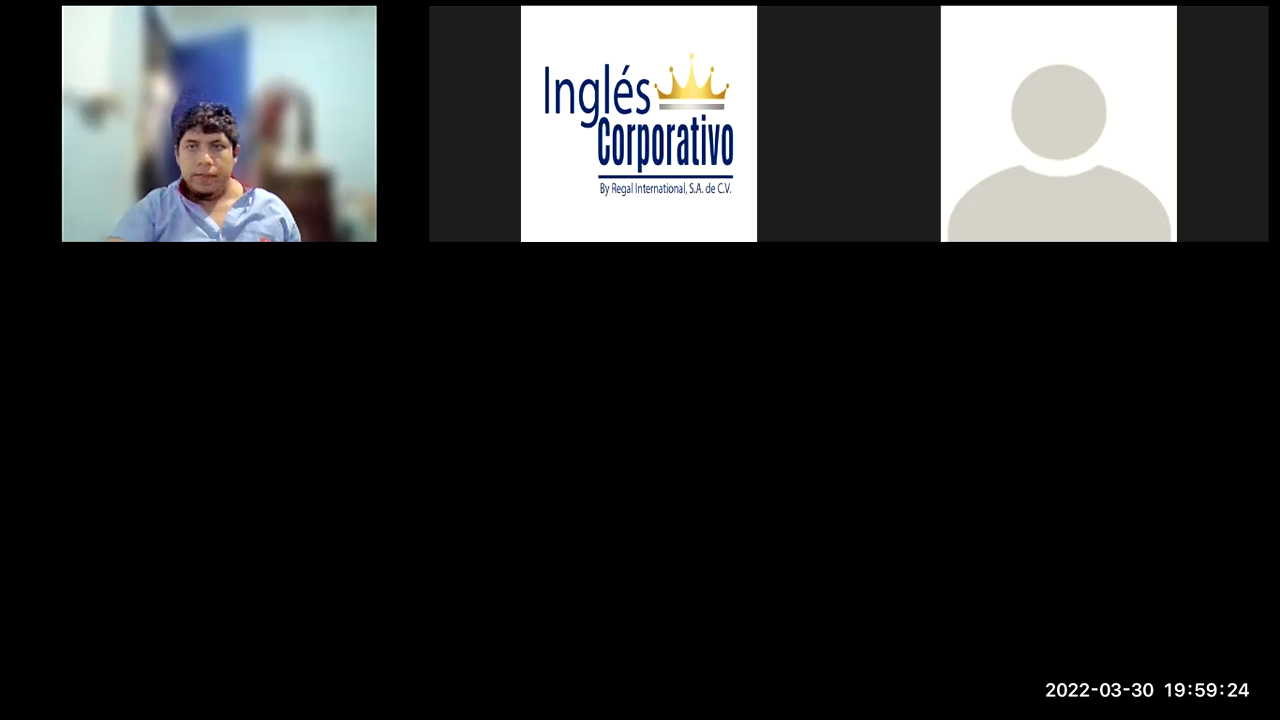 Inglés
Corporativo
By Regal International, S.A. de C.V.
2022-03-30 19:59:24